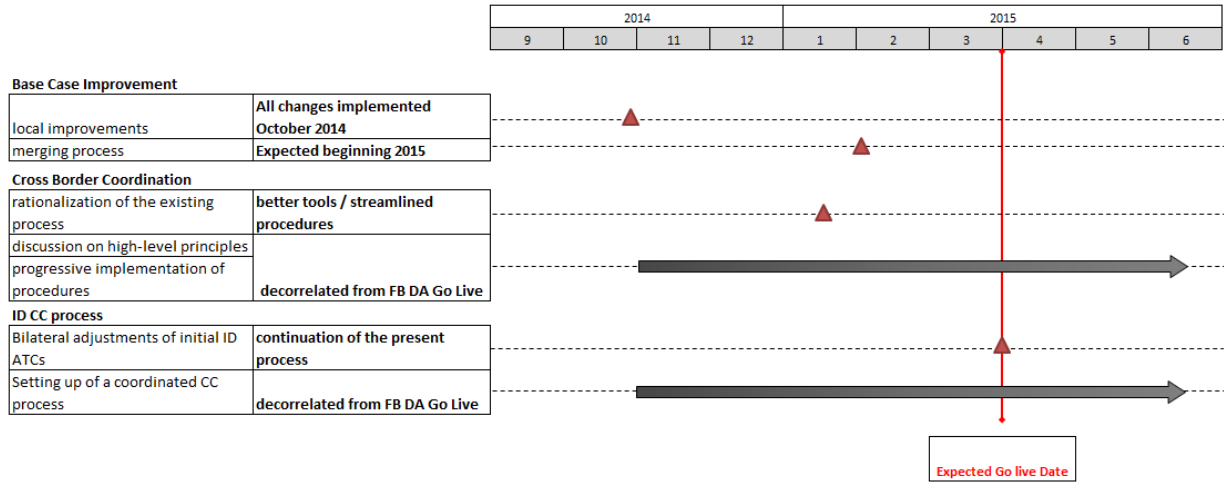 2014 2015
9 10 11 12 1 2 3 4 5 6
Base Case Improvement
local improvements
All changes implemented
October 2014
merging process
Expected beginning 2015
Cross Border Coordination
rationalization of the existing
process
better tools / streamlined
procedures
discussion on high-level principles
progressive implementation of
procedures
decorrelated from FB DA Go Live
ID CC process
Bilateral adjustments of initial ID
ATCs
continuation of the present
process
Setting up of a coordinated CC
process
decorrelated from FB DA Go Live
Expected Go live Date